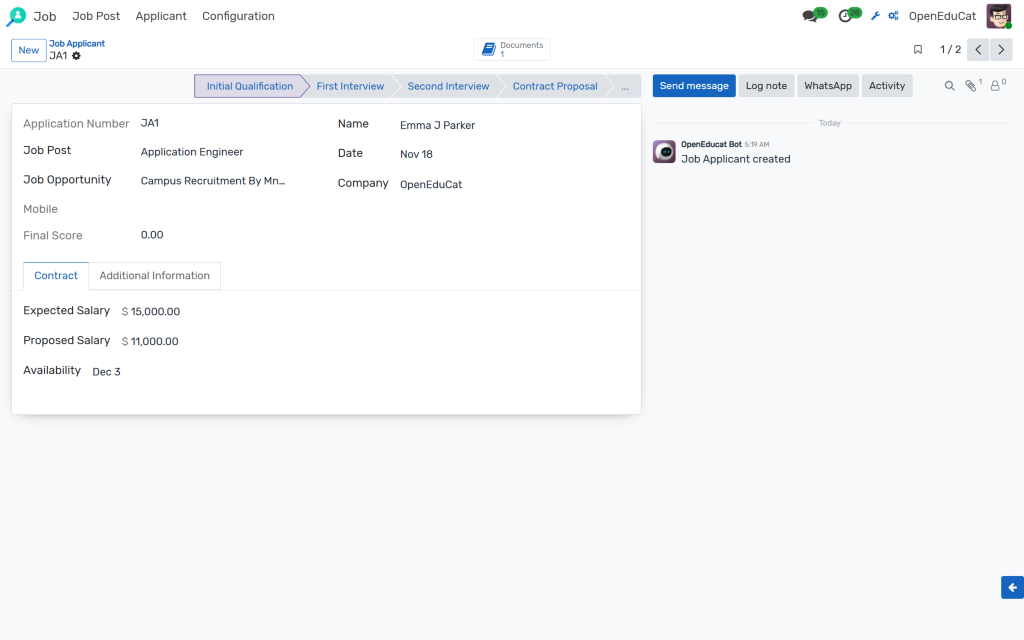 Job Job Post Applicant Configuration 15 28 OpenEduCat
New Job Applicant Documents 1 / 2
JA1 1
Initial Qualification First Interview Second Interview Contract Proposal ... Send message Log note WhatsApp Activity 1 0
Application Number JA1 Name Emma J Parker Today
Job Post Application Engineer Date Nov 18 OpenEducat Bot 5:19 AM
Job Applicant created
Job Opportunity Campus Recruitment By Mn... Company OpenEduCat
Mobile
Final Score 0.00
Contract Additional Information
Expected Salary $ 15,000.00
Proposed Salary $ 11,000.00
Availability Dec 3